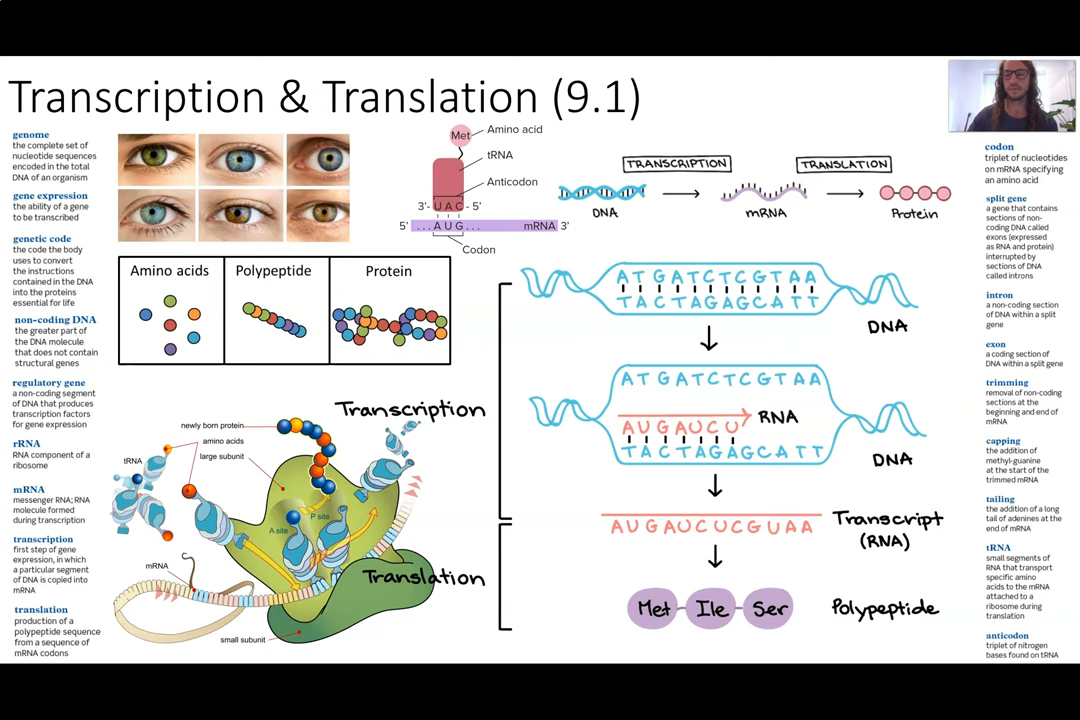 Transcription & Translation (9.1)
genome
the complete set of
nucleotide sequences
encoded in the total
DNA of an organism
gene expression
the ability of a gene
to be transcribed
genetic code
the code the body
uses to convert
the instructions
contained in the DNA
into the proteins
essential for life
non-coding DNA
the greater part of
the DNA molecule
that does not contain
structural genes
regulatory gene
a non-coding segment
of DNA that produces
transcription factors
for gene expression
rRNA
RNA component of a
ribosome
mRNA
messenger RNA; RNA
molecule formed
during transcription
transcription
first step of gene
expression, in which
a particular segment
of DNA is copied into
mRNA
translation
production of a
polypeptide sequence
from a sequence of
mRNA codons
Met
Amino acid
tRNA
Anticodon
3'- U A C - 5'
5' ... A U G ... mRNA 3'
Codon
TRANSCRIPTION
TRANSLATION
DNA
mRNA
Protein
Amino acids
Polypeptide
Protein
newly born protein
amino acids
large subunit
tRNA
A site
P site
mRNA
small subunit
Transcription
Translation
ATGATCTCGTAA
TACTAGAGCATT
DNA
ATGATCTCGTAA
RNA
AUGAUCU
TACTAGAGCATT
DNA
AUGAUCUCGUAA
Transcript
(RNA)
Met Ile Ser
Polypeptide
codon
triplet of nucleotides
on mRNA specifying
an amino acid
split gene
a gene that contains
sections of non-
coding DNA called
exons (expressed
as RNA and protein)
interrupted by
sections of DNA
called introns
intron
a non-coding section
of DNA within a split
gene
exon
a coding section of
DNA within a split gene
trimming
removal of non-coding
sections at the
beginning and end of
mRNA
capping
the addition of
methyl-guanine
at the start of the
trimmed mRNA
tailing
the addition of a long
tail of adenines at the
end of mRNA
tRNA
small segments of
RNA that transport
specific amino
acids to the mRNA
attached to a
ribosome during
translation
anticodon
triplet of nitrogen
bases found on tRNA